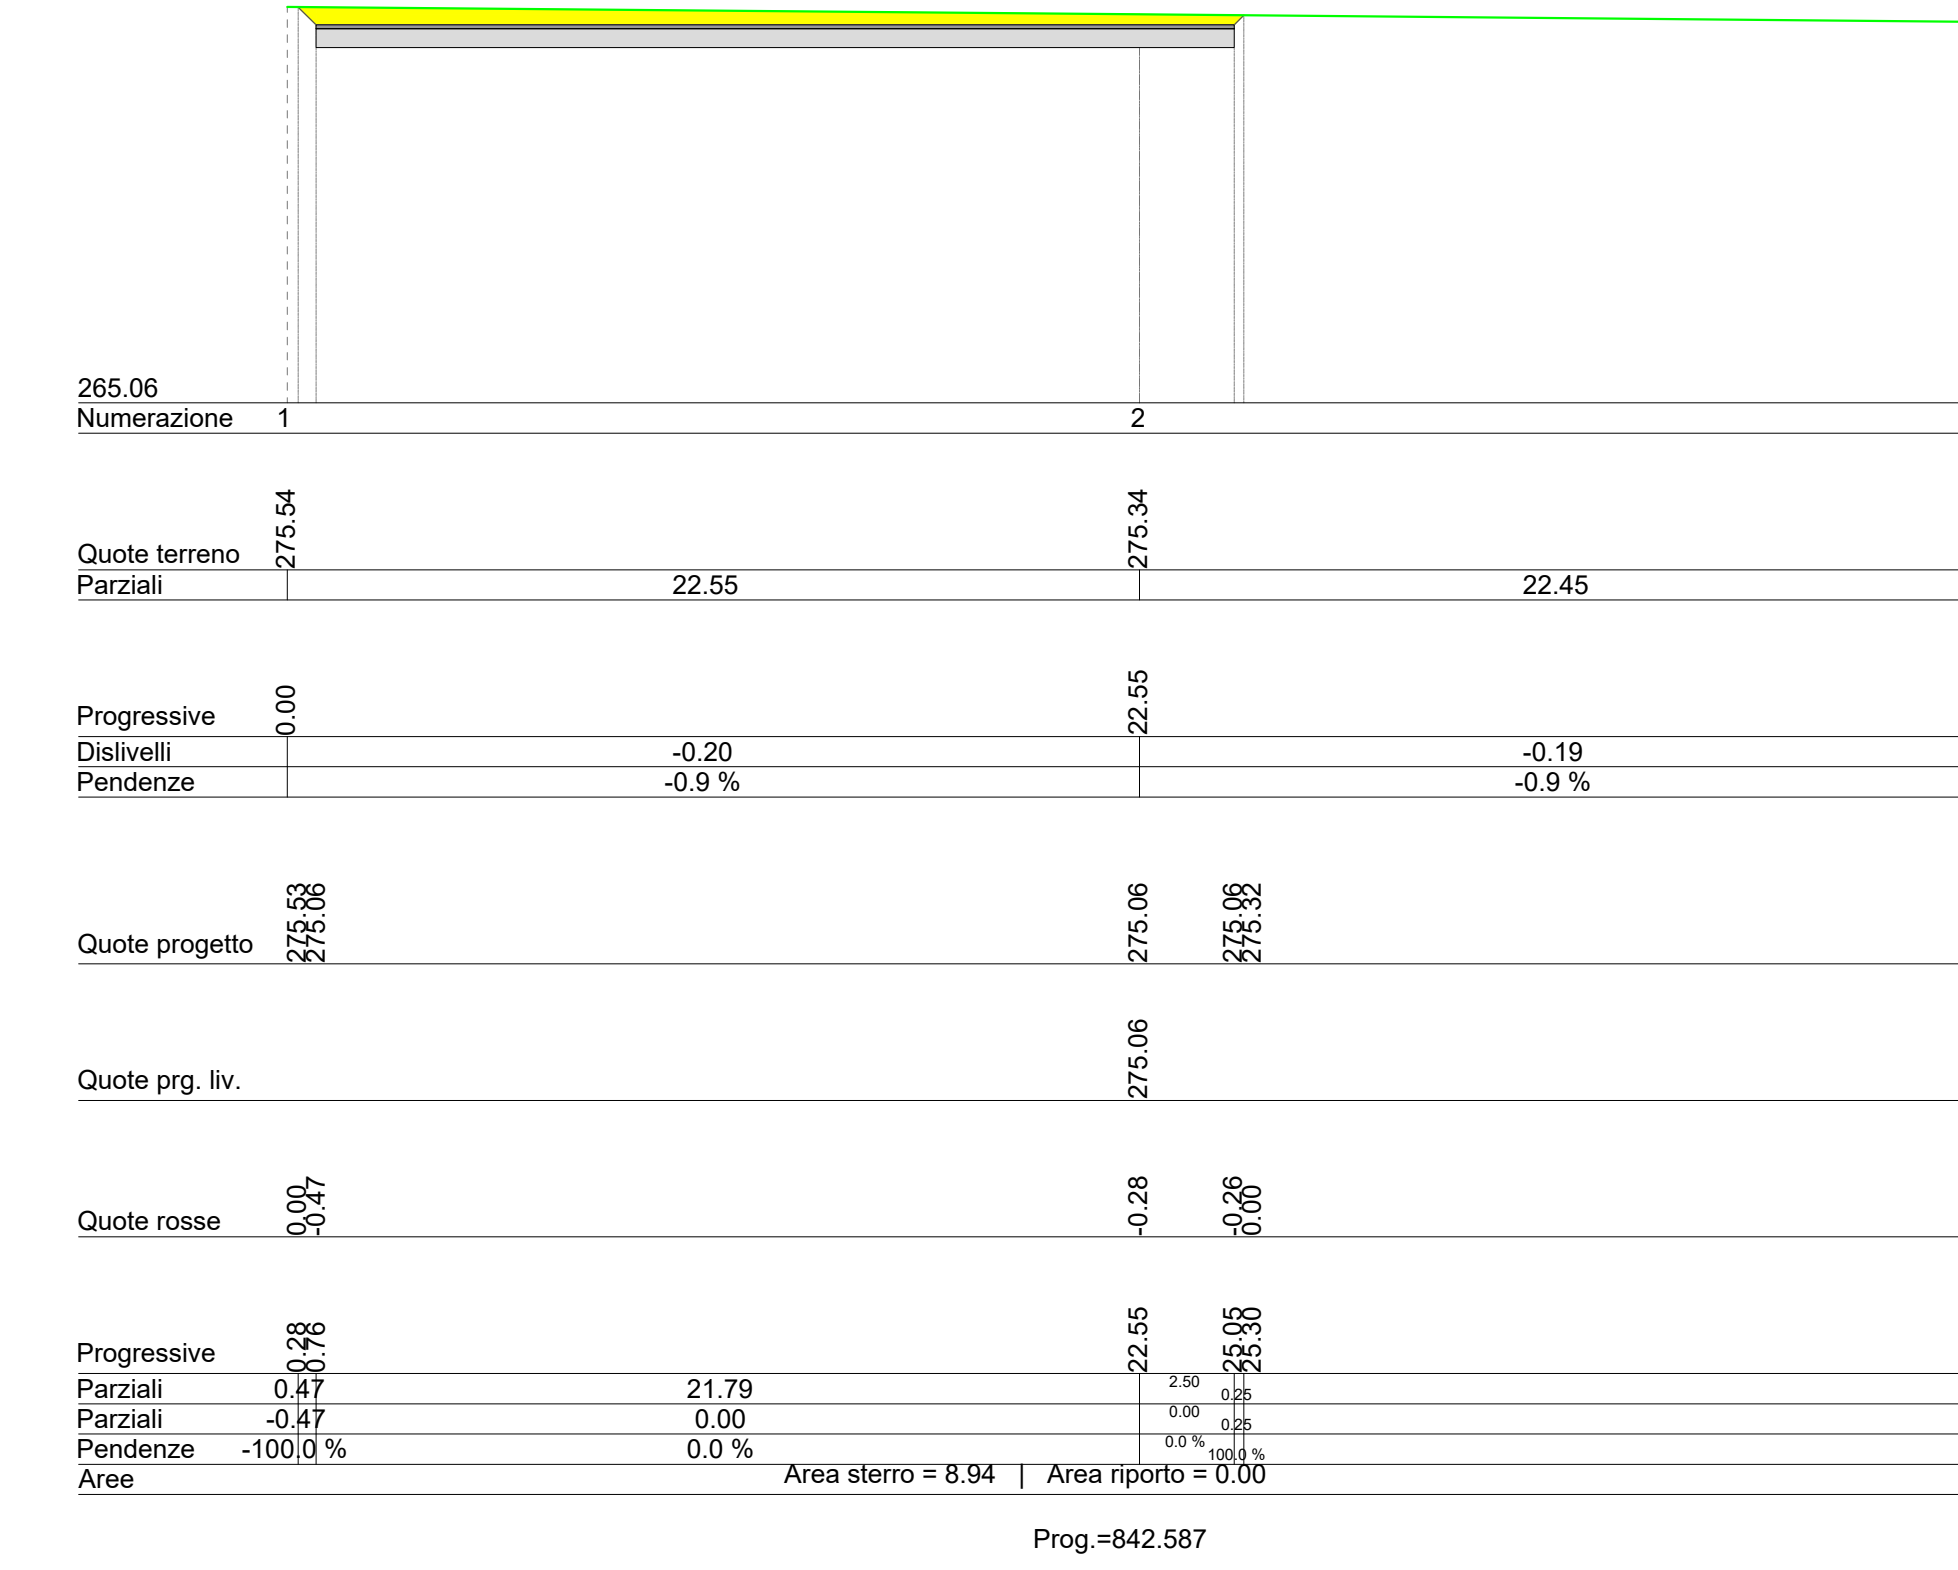 265.06
Numerazione 1 2
Quote terreno 275.54 275.34
Parziali 22.55 22.45
Progressive 0.00 22.55
Dislivelli -0.20 -0.19
Pendenze -0.9 % -0.9 %
Quote progetto 275.53 275.06 275.06 275.06 275.32
Quote prg. liv. 275.06
Quote rosse 0.00 -0.47 -0.28 -0.26 0.00
Progressive 0.28 0.76 22.55 25.05 25.30
Parziali 0.47 21.79 2.50 0.25
Parziali -0.47 0.00 0.00 0.25
Pendenze -100.0 % 0.0 % 0.0 % 100.0 %
Aree Area sterro = 8.94 | Area riporto = 0.00
Prog.=842.587